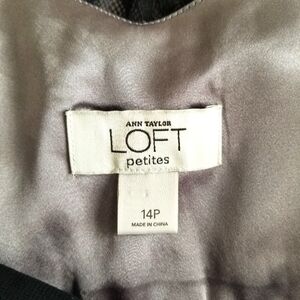 ANN TAYLOR
LOFT
petites
14P
MADE IN CHINA